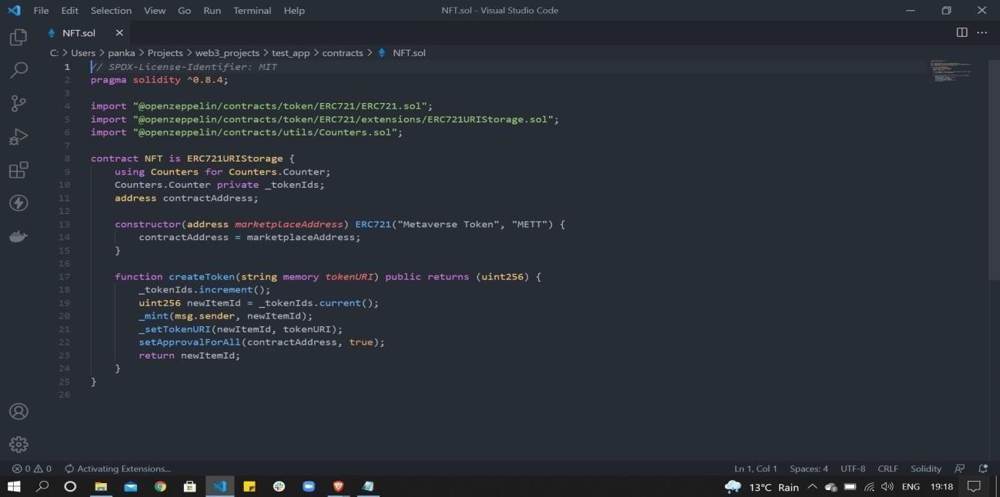 File Edit Selection View Go Run Terminal Help NFT.sol - Visual Studio Code
NFT.sol
C: > Users > panka > Projects > web3_projects > test_app > contracts > NFT.sol
1 // SPDX-License-Identifier: MIT
2 pragma solidity ^0.8.4;
3
4 import "@openzeppelin/contracts/token/ERC721/ERC721.sol";
5 import "@openzeppelin/contracts/token/ERC721/extensions/ERC721URIStorage.sol";
6 import "@openzeppelin/contracts/utils/Counters.sol";
7
8 contract NFT is ERC721URIStorage {
9     using Counters for Counters.Counter;
10     Counters.Counter private _tokenIds;
11     address contractAddress;
12
13     constructor(address marketplaceAddress) ERC721("Metaverse Token", "METT") {
14         contractAddress = marketplaceAddress;
15     }
16
17     function createToken(string memory tokenURI) public returns (uint256) {
18         _tokenIds.increment();
19         uint256 newItemId = _tokenIds.current();
20         _mint(msg.sender, newItemId);
21         _setTokenURI(newItemId, tokenURI);
22         setApprovalForAll(contractAddress, true);
23         return newItemId;
24     }
25 }
26
0 0 Activating Extensions... Ln 1, Col 1 Spaces: 4 UTF-8 CRLF Solidity
13°C Rain ENG 19:18